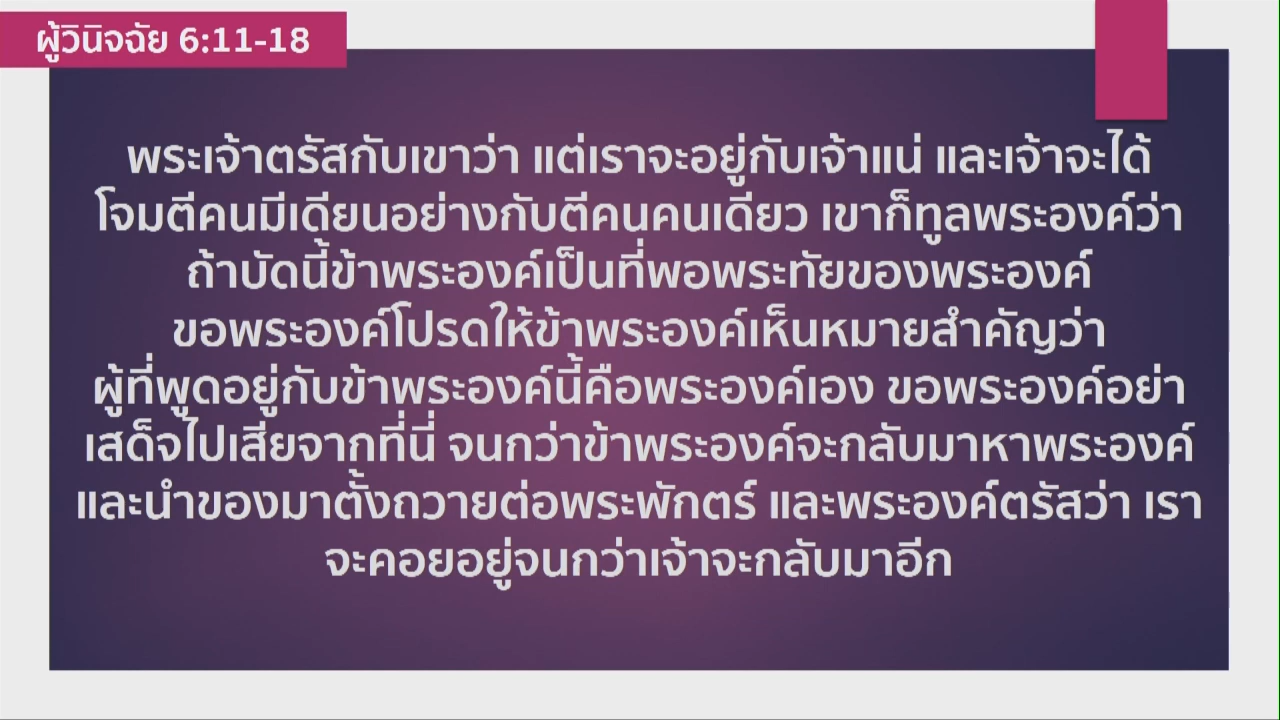 ผู้วินิจฉัย 6:11-18
พระเจ้าตรัสกับเขาว่า แต่เราจะอยู่กับเจ้าแน่ และเจ้าจะได้
โจมตีคนมีเดียนอย่างกับตีคนคนเดียว เขาก็ทูลพระองค์ว่า
ถ้าบัดนี้ข้าพระองค์เป็นที่พอพระทัยของพระองค์
ขอพระองค์โปรดให้ข้าพระองค์เห็นหมายสำคัญว่า
ผู้ที่พูดอยู่กับข้าพระองค์นี้คือพระองค์เอง ขอพระองค์อย่า
เสด็จไปเสียจากที่นี่ จนกว่าข้าพระองค์จะกลับมาหาพระองค์
และนำของมาตั้งถวายต่อพระพักตร์ และพระองค์ตรัสว่า เรา
จะคอยอยู่จนกว่าเจ้าจะกลับมาอีก